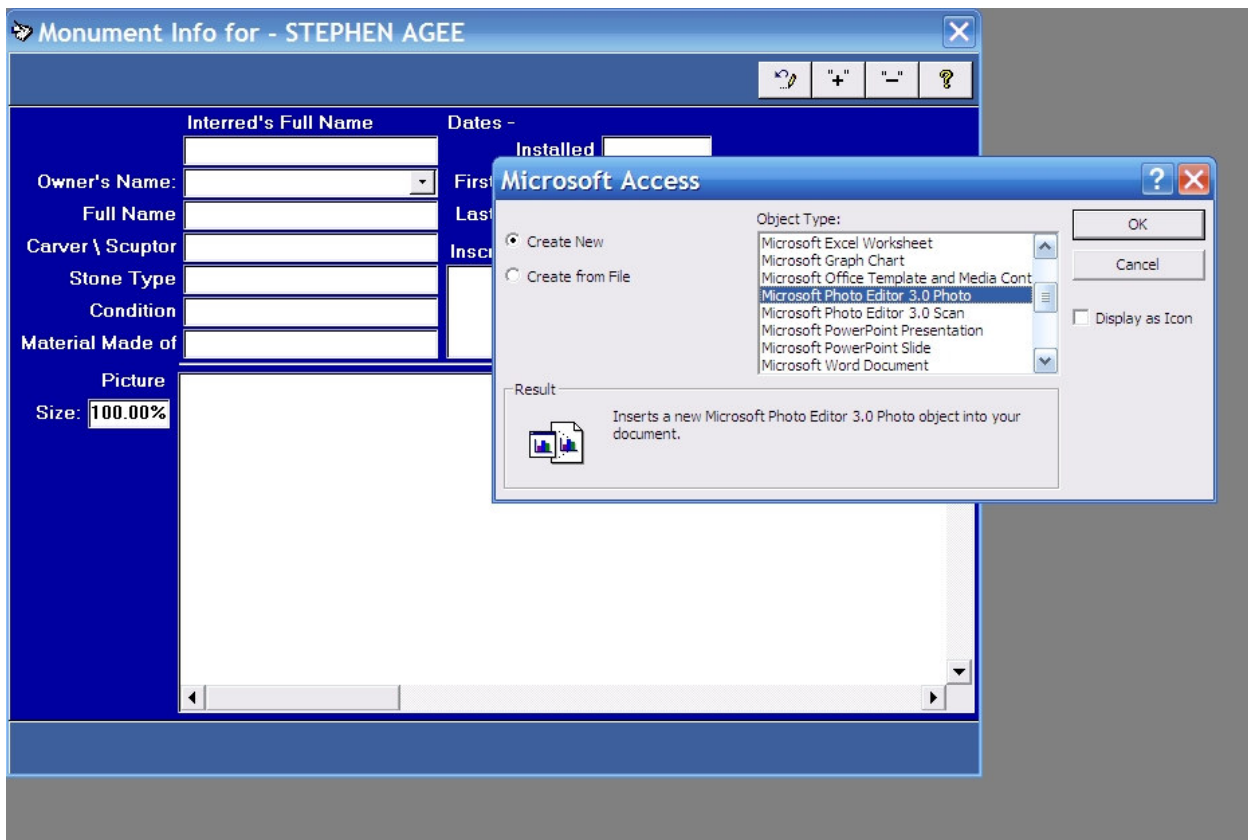 Monument Info for - STEPHEN AGEE
"+" "-" ?
Interred's Full Name Dates -
Installed
Owner's Name: First
Full Name Last
Carver \ Scuptor Inscr
Stone Type
Condition
Material Made of
Picture
Size: 100.00%
Microsoft Access
Object Type:
Create New
Create from File
Microsoft Excel Worksheet
Microsoft Graph Chart
Microsoft Office Template and Media Cont
Microsoft Photo Editor 3.0 Photo
Microsoft Photo Editor 3.0 Scan
Microsoft PowerPoint Presentation
Microsoft PowerPoint Slide
Microsoft Word Document
OK
Cancel
Display as Icon
Result
Inserts a new Microsoft Photo Editor 3.0 Photo object into your
document.